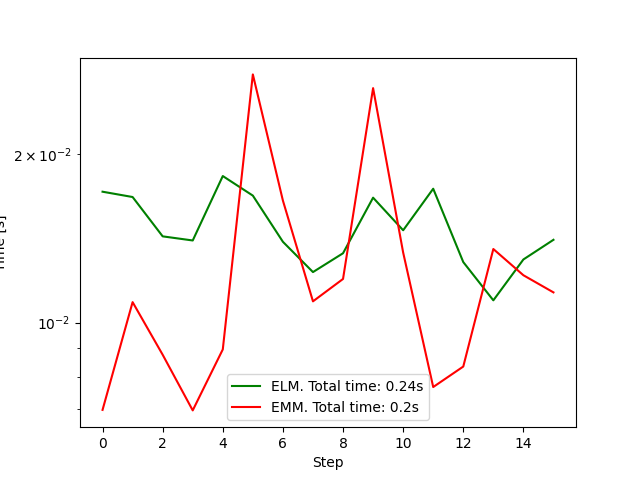 2 × 10⁻²
10⁻²
Time [s]
0 2 4 6 8 10 12 14
Step
ELM. Total time: 0.24s
EMM. Total time: 0.2s